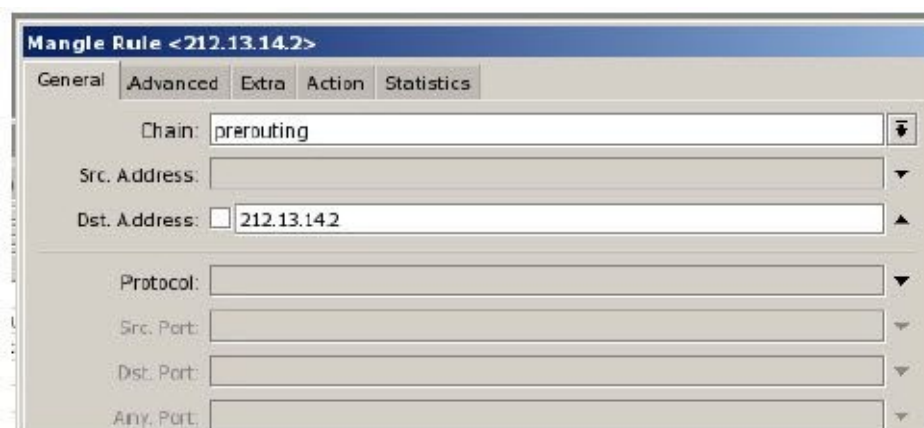 Mangle Rule <212.13.14.2>
General Advanced Extra Action Statistics
Chain: prerouting
Src. Address:
Dst. Address: 212.13.14.2
Protocol:
Src. Port:
Dst. Port:
Any. Port: